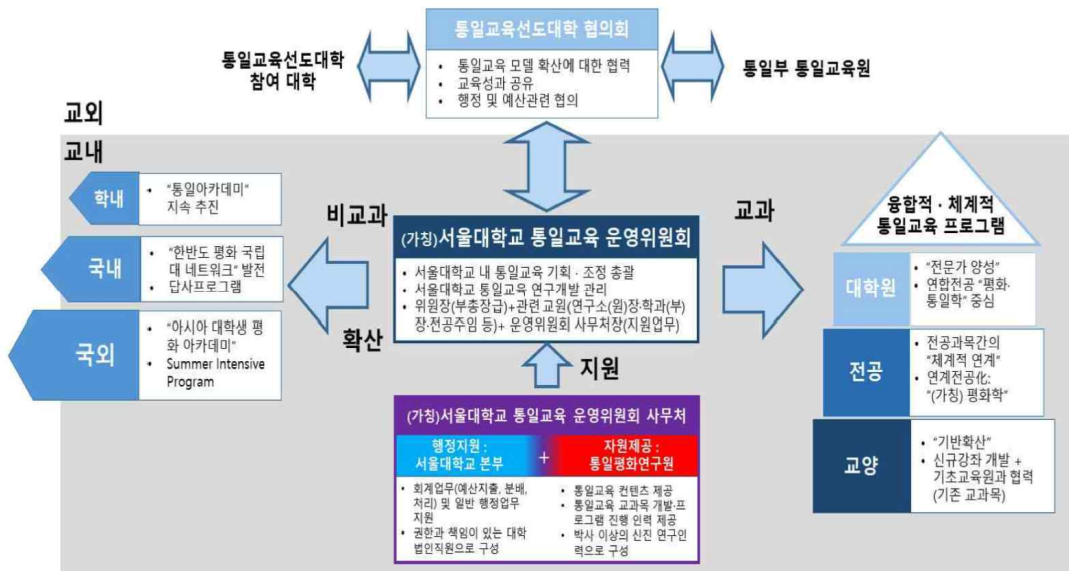 통일교육선도대학 협의회
• 통일교육 모델 확산에 대한 협력
• 교육성과 공유
• 행정 및 예산관련 협의
통일교육선도대학
참여 대학
통일부 통일교육원
교외
교내
학내
• "통일아카데미"
지속 추진
국내
• "한반도 평화 국립
대 네트워크" 발전
• 답사프로그램
국외
• "아시아 대학생 평
화 아카데미"
• Summer Intensive
Program
비교과
확산
(가칭)서울대학교 통일교육 운영위원회
• 서울대학교 내 통일교육 기획·조정 총괄
• 서울대학교 통일교육 연구개발 관리
• 위원장(부총장급)+관련 교원(연구소(원)장·학과(부)
장·전공주임 등)+ 운영위원회 사무처장(지원업무)
지원
(가칭)서울대학교 통일교육 운영위원회 사무처
행정지원 :
서울대학교 본부
+
자원제공 :
통일평화연구원
• 회계업무(예산지출, 분배,
처리) 및 일반 행정업무
지원
• 권한과 책임이 있는 대학
법인직원으로 구성
• 통일교육 컨텐츠 제공
• 통일교육 교과목 개발·프
로그램 진행 인력 제공
• 박사 이상의 신진 연구인
력으로 구성
교과
융합적·체계적
통일교육 프로그램
대학원
• "전문가 양성"
• 연합전공 "평화·
통일학" 중심
전공
• 전공과목간의
"체계적 연계"
• 연계전공化:
"(가칭) 평화학"
교양
• "기반확산"
• 신규강좌 개발 +
기초교육원과 협력
(기존 교과목)